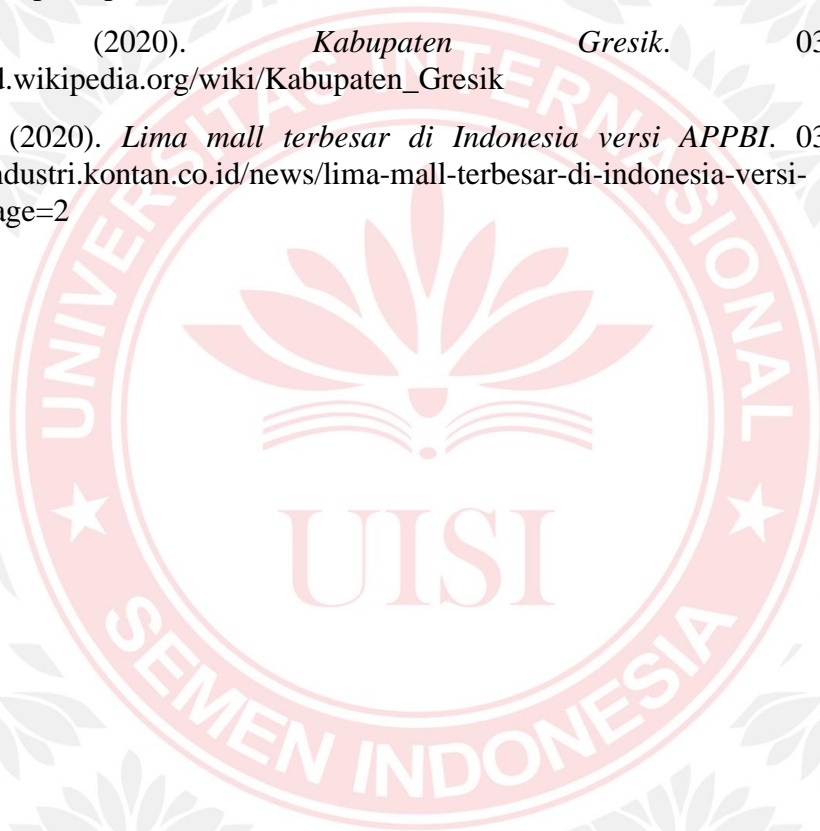 (2020). Kabupaten Gresik. 03
.wikipedia.org/wiki/Kabupaten_Gresik
(2020). Lima mall terbesar di Indonesia versi APPBI. 03
ndustri.kontan.co.id/news/lima-mall-terbesar-di-indonesia-versi-
age=2
UNIVERSITAS INTERNASIONAL
UISI
SEMEN INDONESIA